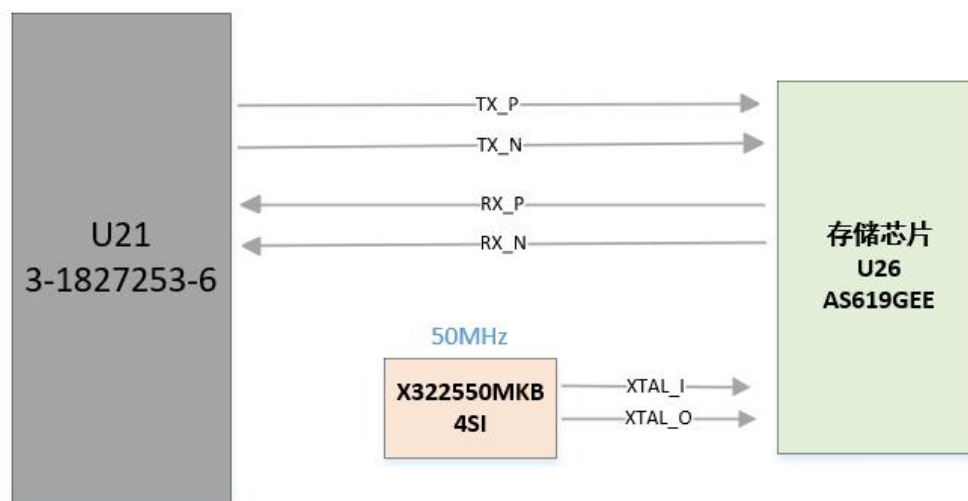 U21
3-1827253-6
TX_P
TX_N
RX_P
RX_N
存储芯片
U26
AS619GEE
50MHz
X322550MKB
4SI
XTAL_I
XTAL_O